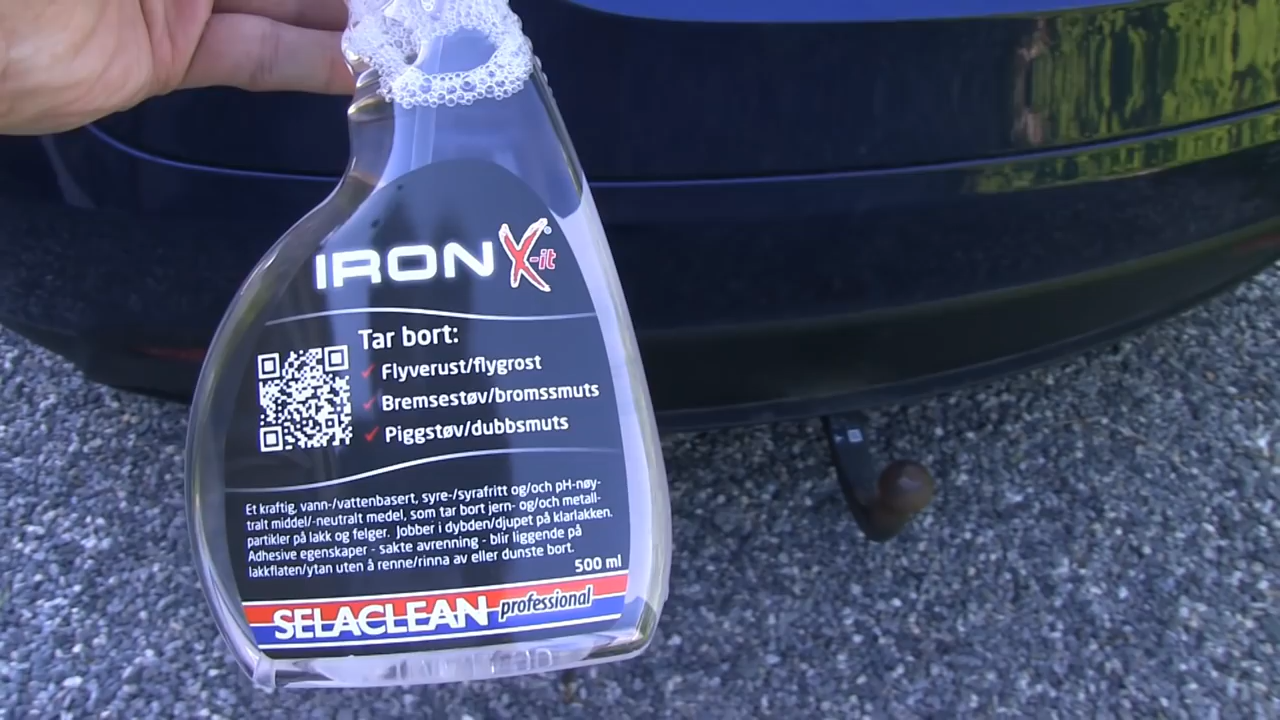 IRON X-it®
Tar bort:
Flyverust/flygrost
Bremsestøv/bromssmuts
Piggstøv/dubbsmuts
Et kraftig, vann-/vattenbasert, syre-/syrafritt og/och pH-nøy-
tralt middel/-neutralt medel, som tar bort jern- og/och metall-
partikler på lakk og felger. Jobber i dybden/djupet på klarlakken.
Adhesive egenskaper - sakte avrenning - blir liggende på
lakkflaten/ytan uten å renne/rinna av eller dunste bort.
500 ml
SELACLEAN professional